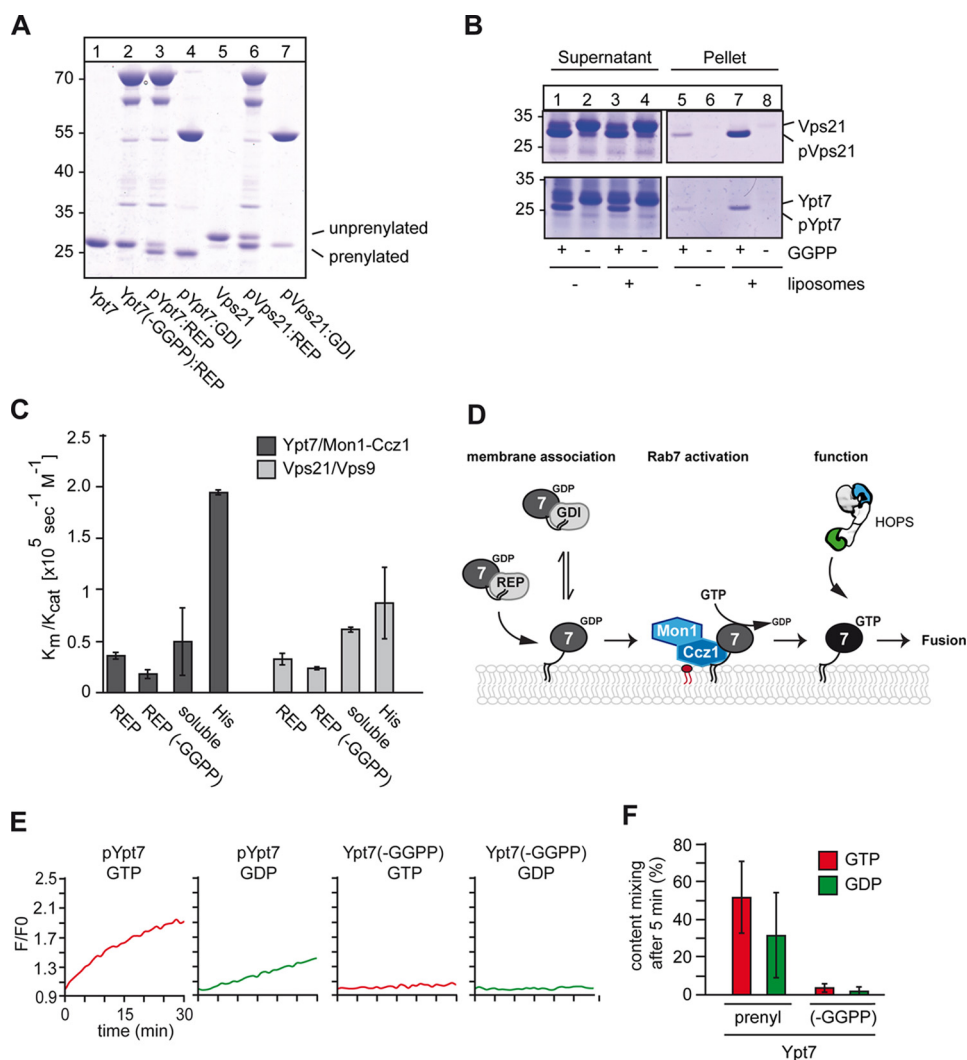 A
1 2 3 4 5 6 7
70
55
40
35
25
unprenylated
prenylated
Ypt7
Ypt7(-GGPP):REP
pYpt7:REP
pYpt7:GDI
Vps21
pVps21:REP
pVps21:GDI
B
Supernatant Pellet
1 2 3 4 5 6 7 8
35
25
Vps21
pVps21
35
25
Ypt7
pYpt7
+ - + - + - + - GGPP
- + - + liposomes
C
Ypt7/Mon1-Ccz1
Vps21/Vps9
Km/Kcat [x10^5 sec^-1 M^-1]
2.5
2.0
1.5
1
0.5
0
REP
REP (-GGPP)
soluble
His
REP
REP (-GGPP)
soluble
His
D
membrane association Rab7 activation function
7 GDP GDI
7 GDP REP
7 GDP
Mon1
Ccz1
7
GTP
GDP
HOPS
7 GTP
Fusion
E
pYpt7 GTP
pYpt7 GDP
Ypt7(-GGPP) GTP
Ypt7(-GGPP) GDP
F/F0
2.5
2.1
1.7
1.3
0.9
0 15 30
time (min)
F
content mixing
after 5 min (%)
80
60
40
20
0
GTP
GDP
prenyl (-GGPP)
Ypt7